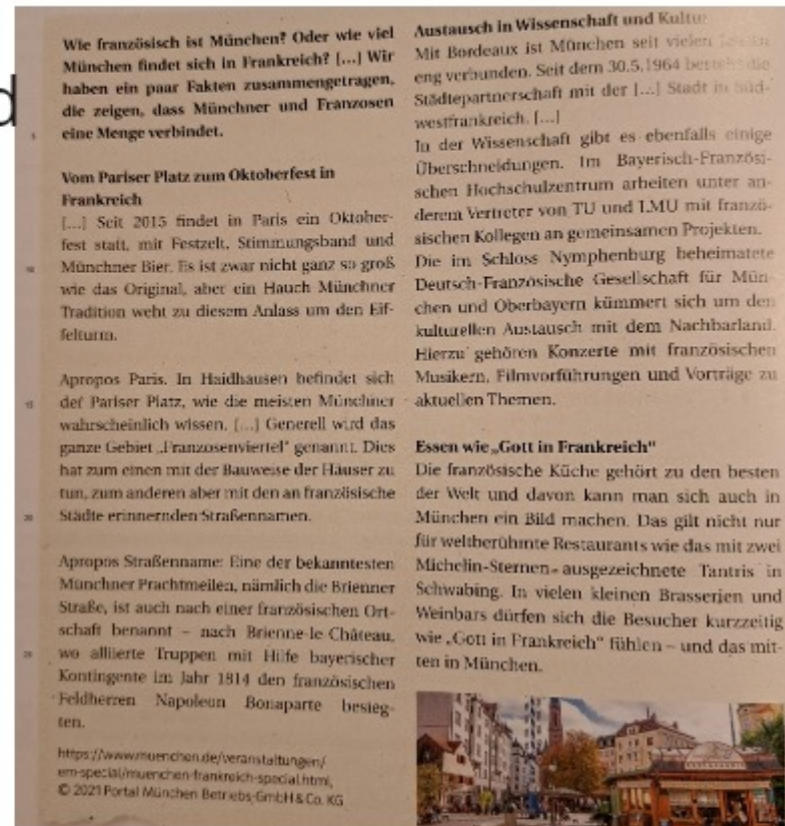 d
Wie französisch ist München? Oder wie viel
München findet sich in Frankreich? [...] Wir
haben ein paar Fakten zusammengetragen,
die zeigen, dass Münchner und Franzosen
5 eine Menge verbindet.
Vom Pariser Platz zum Oktoberfest in
Frankreich
[...] Seit 2015 findet in Paris ein Oktober-
fest statt, mit Festzelt, Stimmungsband und
10 Münchner Bier. Es ist zwar nicht ganz so groß
wie das Original, aber ein Hauch Münchner
Tradition weht zu diesem Anlass um den Eif-
felturm.
Apropos Paris. In Haidhausen befindet sich
15 der Pariser Platz, wie die meisten Münchner
wahrscheinlich wissen. [...] Generell wird das
ganze Gebiet „Franzosenviertel“ genannt. Dies
hat zum einen mit der Bauweise der Häuser zu
tun, zum anderen aber mit den an französische
20 Städte erinnernden Straßennamen.
Apropos Straßenname: Eine der bekanntesten
Münchner Prachtmeilen, nämlich die Brienner
Straße, ist auch nach einer französischen Ort-
schaft benannt – nach Brienne-le-Château,
25 wo alliierte Truppen mit Hilfe bayerischer
Kontingente im Jahr 1814 den französischen
Feldherren Napoleon Bonaparte besieg-
ten.
https://www.muenchen.de/veranstaltungen/
em-special/muenchen-frankreich-special.html,
© 2021 Portal München Betriebs-GmbH & Co. KG
Austausch in Wissenschaft und Kultur
Mit Bordeaux ist München seit vielen
eng verbunden. Seit dem 30.5.1964 besteht die
Städtepartnerschaft mit der [...] Stadt in Süd-
westfrankreich. [...]
In der Wissenschaft gibt es ebenfalls einige
Überschneidungen. Im Bayerisch-Französi-
schen Hochschulzentrum arbeiten unter an-
derem Vertreter von TU und LMU mit franzö-
sischen Kollegen an gemeinsamen Projekten.
Die im Schloss Nymphenburg beheimatete
Deutsch-Französische Gesellschaft für Mün-
chen und Oberbayern kümmert sich um den
kulturellen Austausch mit dem Nachbarland.
Hierzu gehören Konzerte mit französischen
Musikern, Filmvorführungen und Vorträge zu
aktuellen Themen.
Essen wie „Gott in Frankreich“
Die französische Küche gehört zu den besten
der Welt und davon kann man sich auch in
München ein Bild machen. Das gilt nicht nur
für weltberühmte Restaurants wie das mit zwei
Michelin-Sternen ausgezeichnete Tantris in
Schwabing. In vielen kleinen Brasserien und
Weinbars dürfen sich die Besucher kurzzeitig
wie „Gott in Frankreich“ fühlen – und das mit-
ten in München.